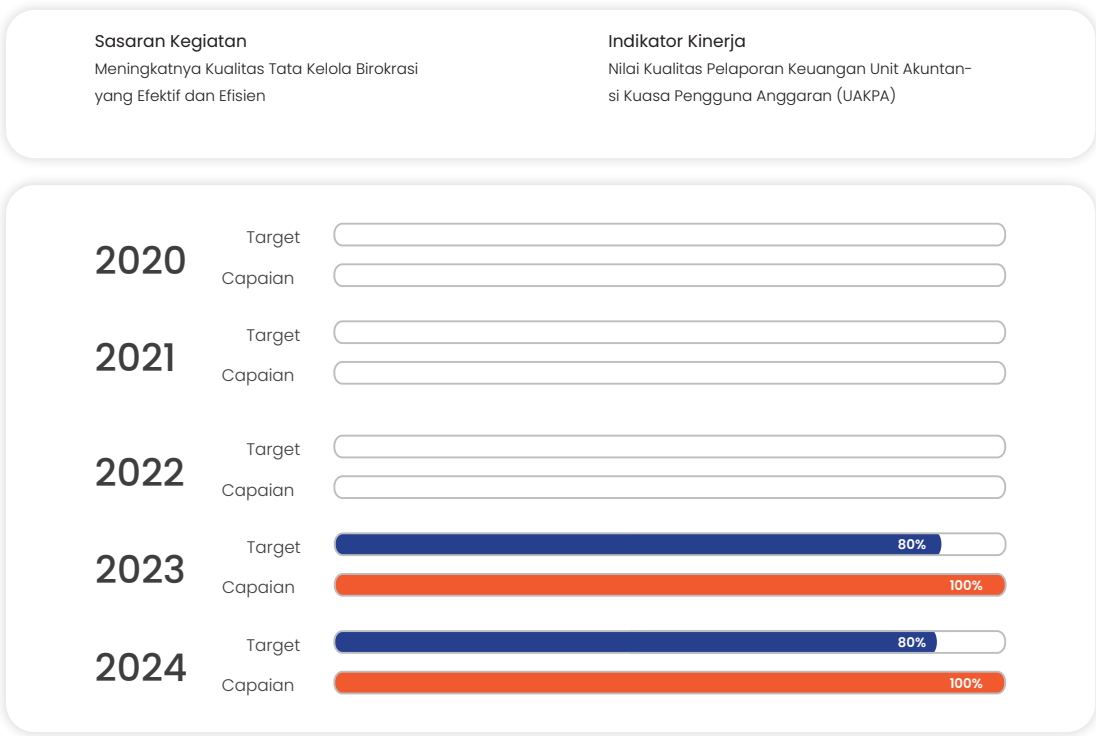 Sasaran Kegiatan
Meningkatnya Kualitas Tata Kelola Birokrasi
yang Efektif dan Efisien
Indikator Kinerja
Nilai Kualitas Pelaporan Keuangan Unit Akuntan-
si Kuasa Pengguna Anggaran (UAKPA)
2020
Target
Capaian
2021
Target
Capaian
2022
Target
Capaian
2023
Target 80%
Capaian 100%
2024
Target 80%
Capaian 100%